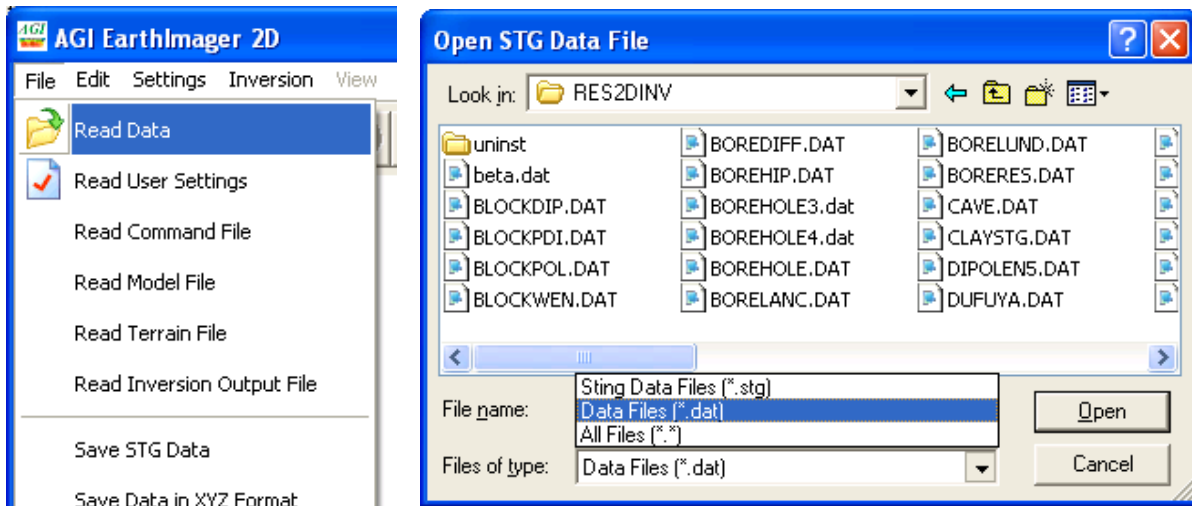 AGI
AGI EarthImager 2D
File Edit Settings Inversion View
Read Data
Read User Settings
Read Command File
Read Model File
Read Terrain File
Read Inversion Output File
Save STG Data
Save Data in XYZ Format
Open STG Data File
Look in: RES2DINV
uninst BOREDIFF.DAT BORELUND.DAT
beta.dat BOREHIP.DAT BORERES.DAT
BLOCKDIP.DAT BOREHOLE3.dat CAVE.DAT
BLOCKPDI.DAT BOREHOLE4.dat CLAYSTG.DAT
BLOCKPOL.DAT BOREHOLE.DAT DIPOLEN5.DAT
BLOCKWEN.DAT BORELANC.DAT DUFUYA.DAT
Sting Data Files (*.stg)
File name: Data Files (*.dat) Open
All Files (*.*)
Files of type: Data Files (*.dat) Cancel